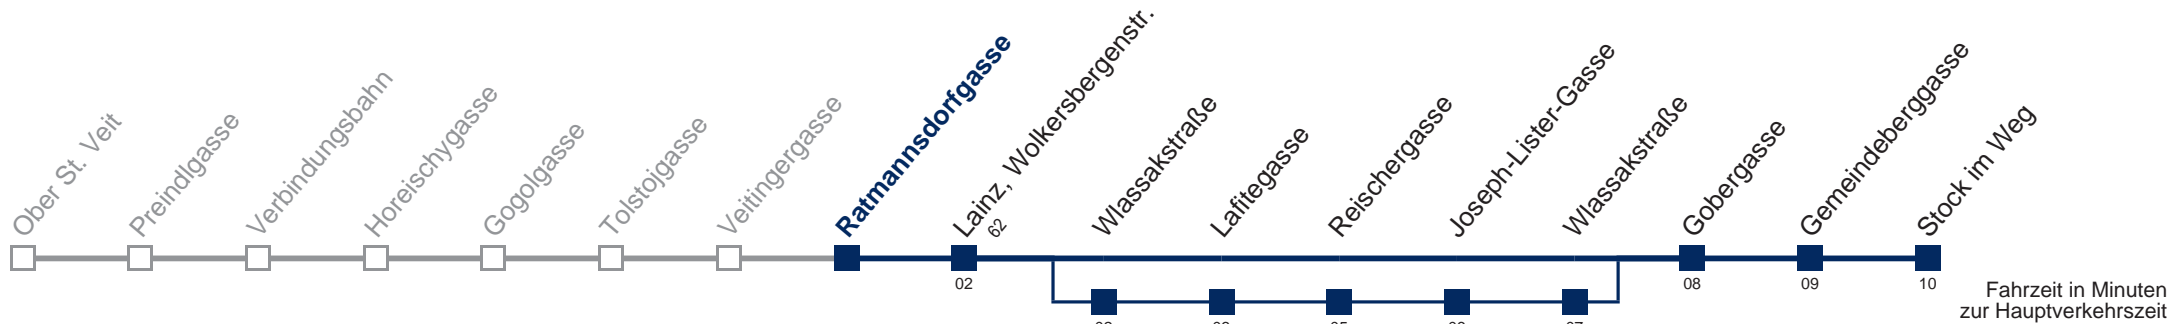 Ober St. Veit
Preindlgasse
Verbindungsbahn
Horeischygasse
Gogolgasse
Tolstojgasse
Veitingergasse
Ratmannsdorfgasse
Lainz, Wolkersbergenstr.
62
Wlassakstraße
Lafitegasse
Reischergasse
Joseph-Lister-Gasse
Wlassakstraße
Gobergasse
Gemeindeberggasse
Stock im Weg
02
08
09
10
Fahrzeit in Minuten
zur Hauptverkehrszeit